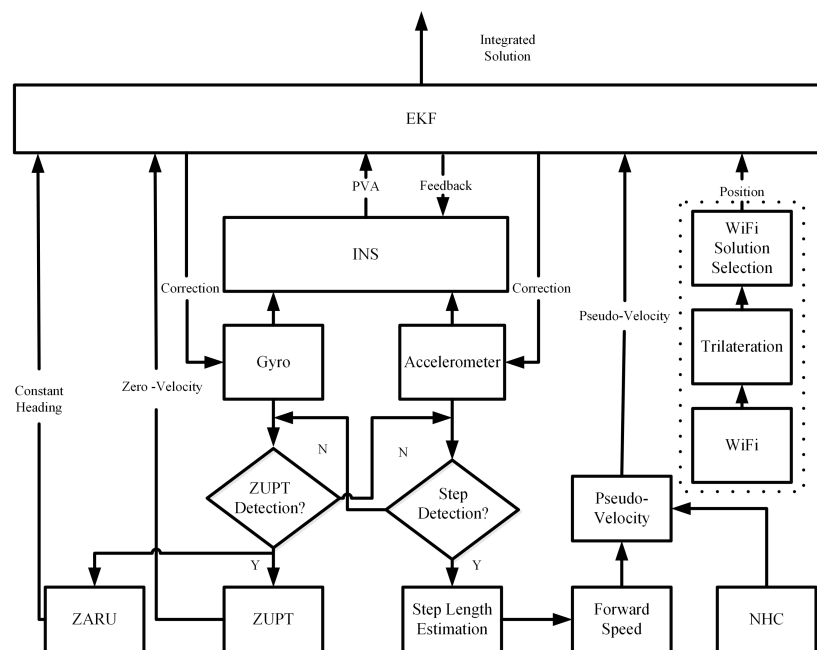 Integrated
Solution
EKF
PVA
Feedback
Position
WiFi
Solution
Selection
INS
Correction
Correction
Pseudo-Velocity
Trilateration
Gyro
Accelerometer
Constant
Heading
Zero -Velocity
WiFi
N
N
ZUPT
Detection?
Step
Detection?
Pseudo-
Velocity
Y
Y
ZARU
ZUPT
Step Length
Estimation
Forward
Speed
NHC